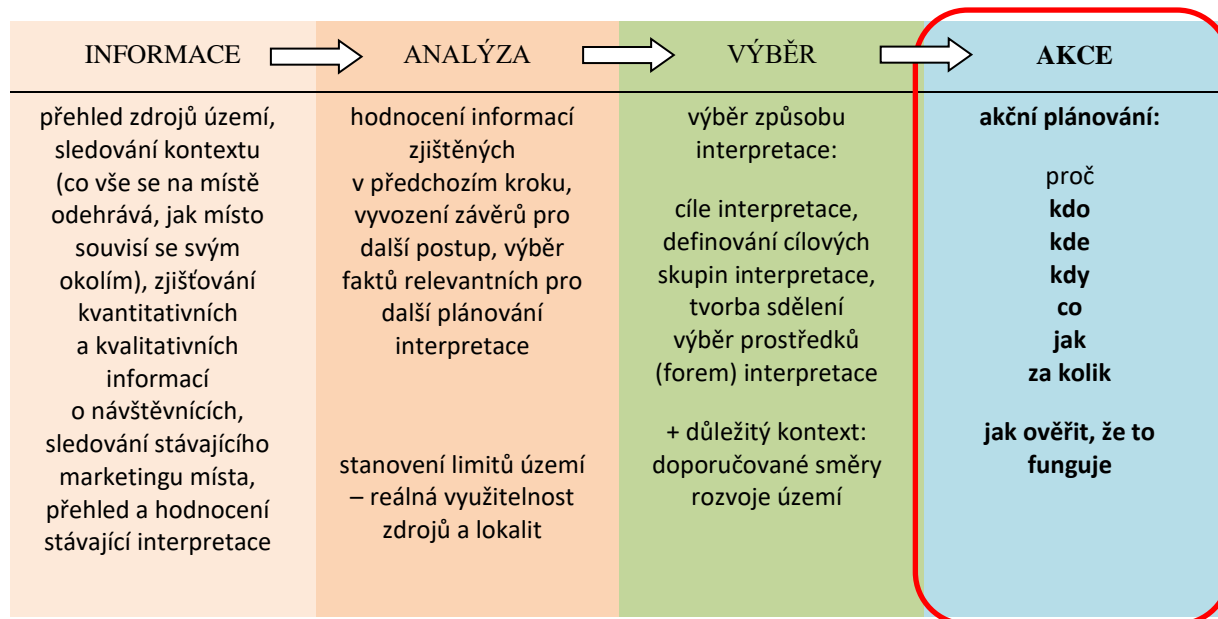 INFORMACE
ANALÝZA
VÝBĚR
AKCE
přehled zdrojů území,
sledování kontextu
(co vše se na místě
odehrává, jak místo
souvisí se svým
okolím), zjišťování
kvantitativních
a kvalitativních
informací
o návštěvnících,
sledování stávajícího
marketingu místa,
přehled a hodnocení
stávající interpretace
hodnocení informací
zjištěných
v předchozím kroku,
vyvození závěrů pro
další postup, výběr
faktů relevantních pro
další plánování
interpretace
stanovení limitů území
– reálná využitelnost
zdrojů a lokalit
výběr způsobu
interpretace:
cíle interpretace,
definování cílových
skupin interpretace,
tvorba sdělení
výběr prostředků
(forem) interpretace
+ důležitý kontext:
doporučované směry
rozvoje území
akční plánování:
proč
kdo
kde
kdy
co
jak
za kolik
jak ověřit, že to
funguje